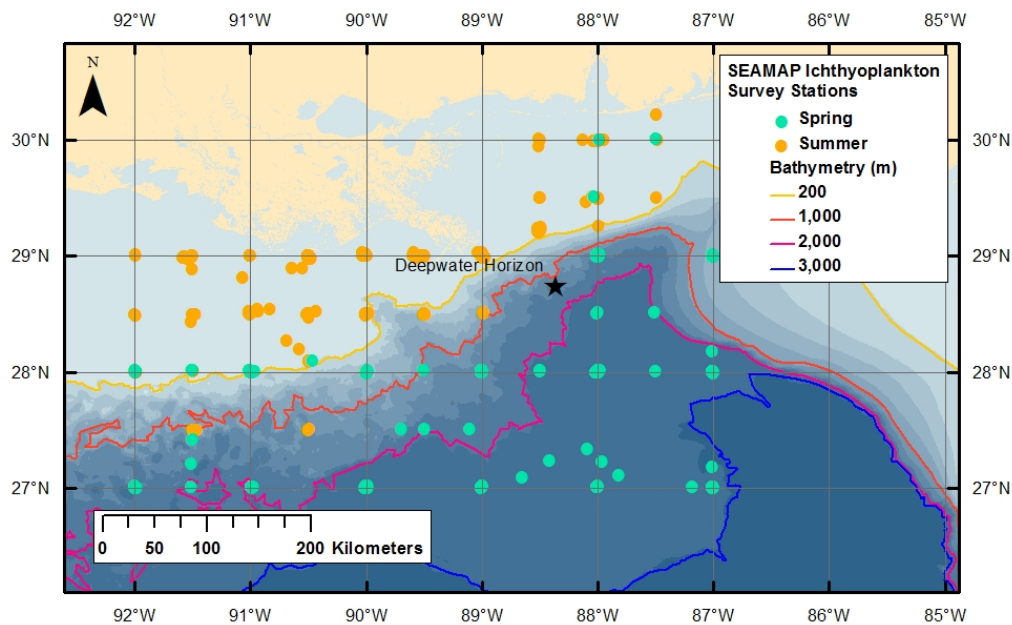 92°W 91°W 90°W 89°W 88°W 87°W 86°W 85°W
N
SEAMAP Ichthyoplankton
Survey Stations
Spring
Summer
Bathymetry (m)
200
1,000
2,000
3,000
30°N 30°N
29°N 29°N
Deepwater Horizon
28°N 28°N
27°N 27°N
0 50 100 200 Kilometers
92°W 91°W 90°W 89°W 88°W 87°W 86°W 85°W